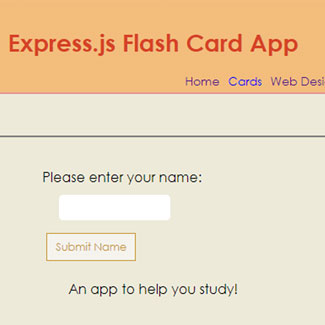 Express.js Flash Card App
Home Cards Web Desi
Please enter your name:
Submit Name
An app to help you study!